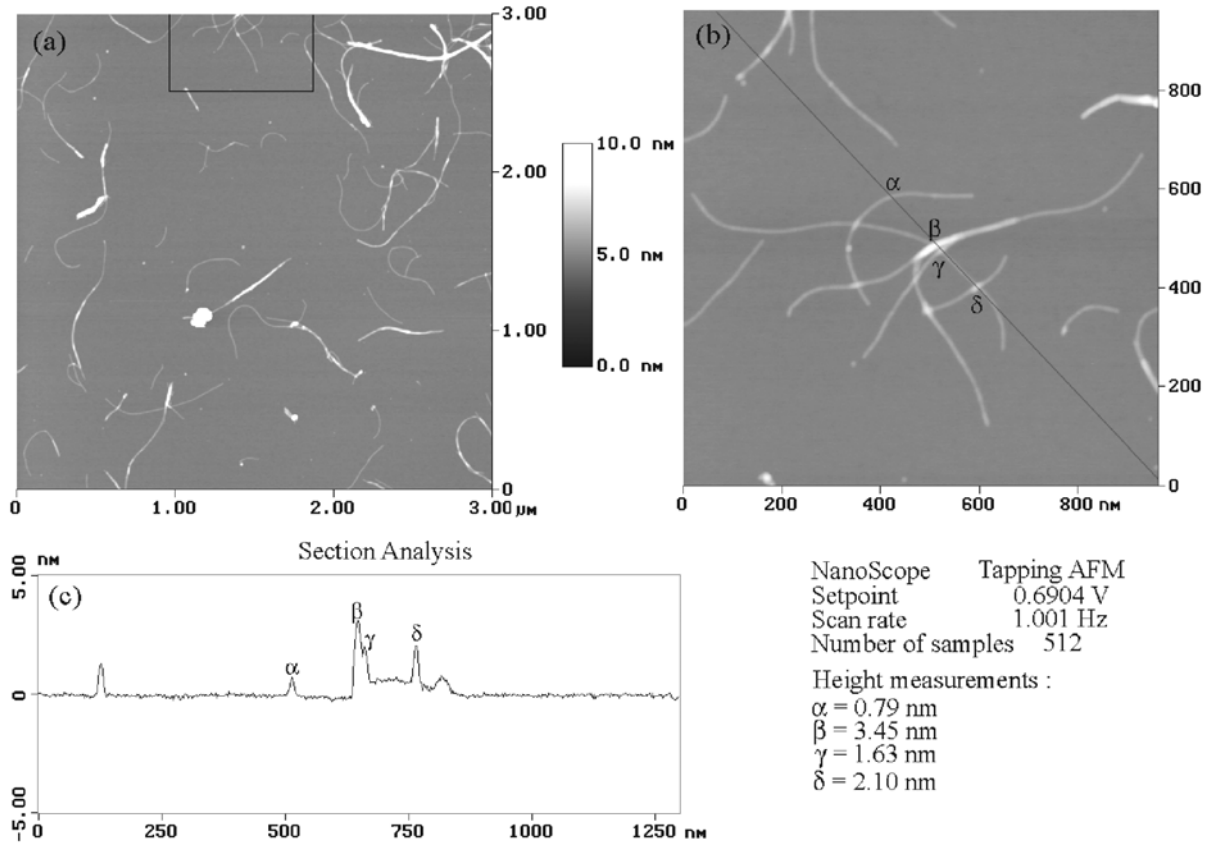 (a)
3.00
2.00
1.00
0
0
1.00
2.00
3.00 μм
10.0 nм
5.0 nм
0.0 nм
(b)
α
β
γ
δ
800
600
400
200
0
0
200
400
600
800
nм
Section Analysis
nм
5.00
0
-5.00
(c)
α
β
γ
δ
0
250
500
750
1000
1250
nм
NanoScope Tapping AFM
Setpoint 0.6904 V
Scan rate 1.001 Hz
Number of samples 512
Height measurements :
α = 0.79 nm
β = 3.45 nm
γ = 1.63 nm
δ = 2.10 nm